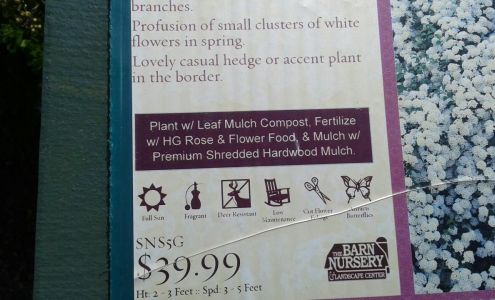 branches.
Profusion of small clusters of white
flowers in spring.
Lovely casual hedge or accent plant
in the border.
Plant w/ Leaf Mulch Compost, Fertilize
w/ HG Rose & Flower Food, & Mulch w/
Premium Shredded Hardwood Mulch.
Full Sun
Fragrant
Deer Resistant
Low
Maintenance
Cut Flower
Attracts
Butterflies
SNS5G
$39.99
Ht: 2 - 3 Feet :: Spd: 3 - 5 Feet
THE BARN
NURSERY
& LANDSCAPE CENTER